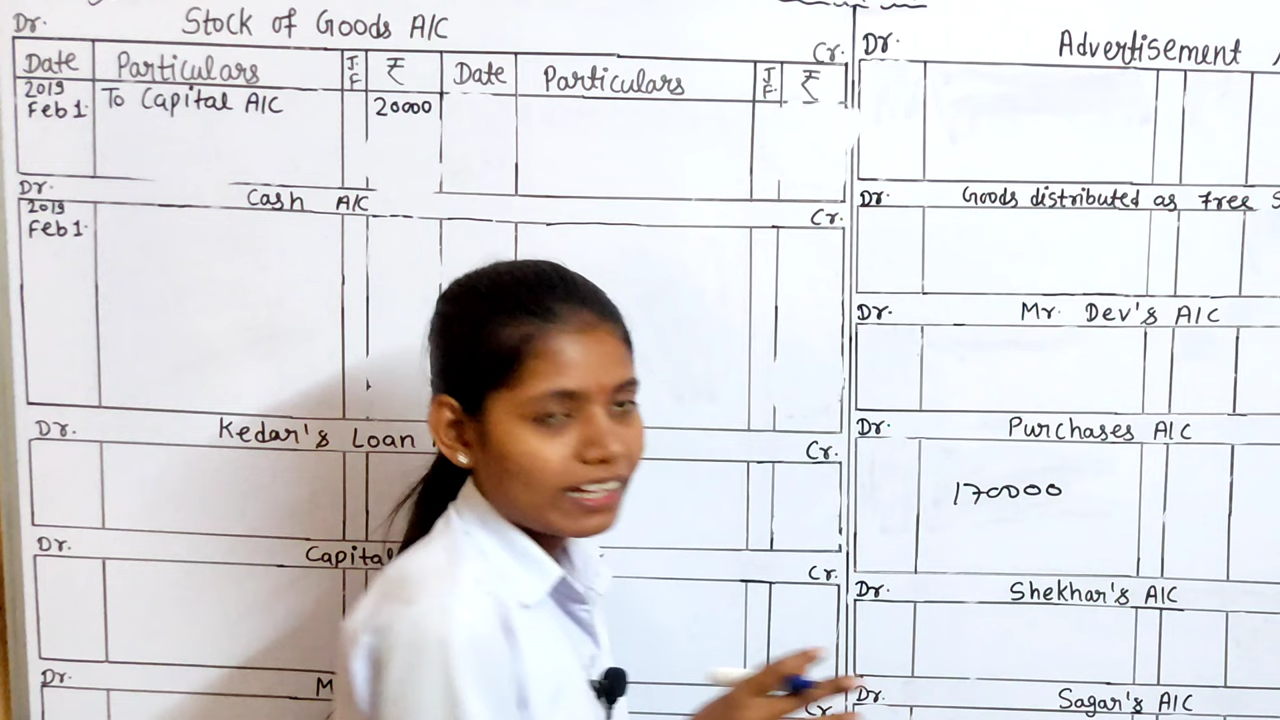 Dr. Stock of Goods A/C Cr.
Date Particulars J.F ₹ Date Particulars J.F. ₹
2019
Feb 1. To Capital A/C 20000
Dr. Cash A/C Cr.
2019
Feb 1.
Dr. Kedar's Loan Cr.
Dr. Capital Cr.
Dr. M Cr.
Dr. Advertisement
Dr. Goods distributed as Free S
Dr. Mr. Dev's A/C
Dr. Purchases A/C
170000
Dr. Shekhar's A/C
Dr. Sagar's A/C